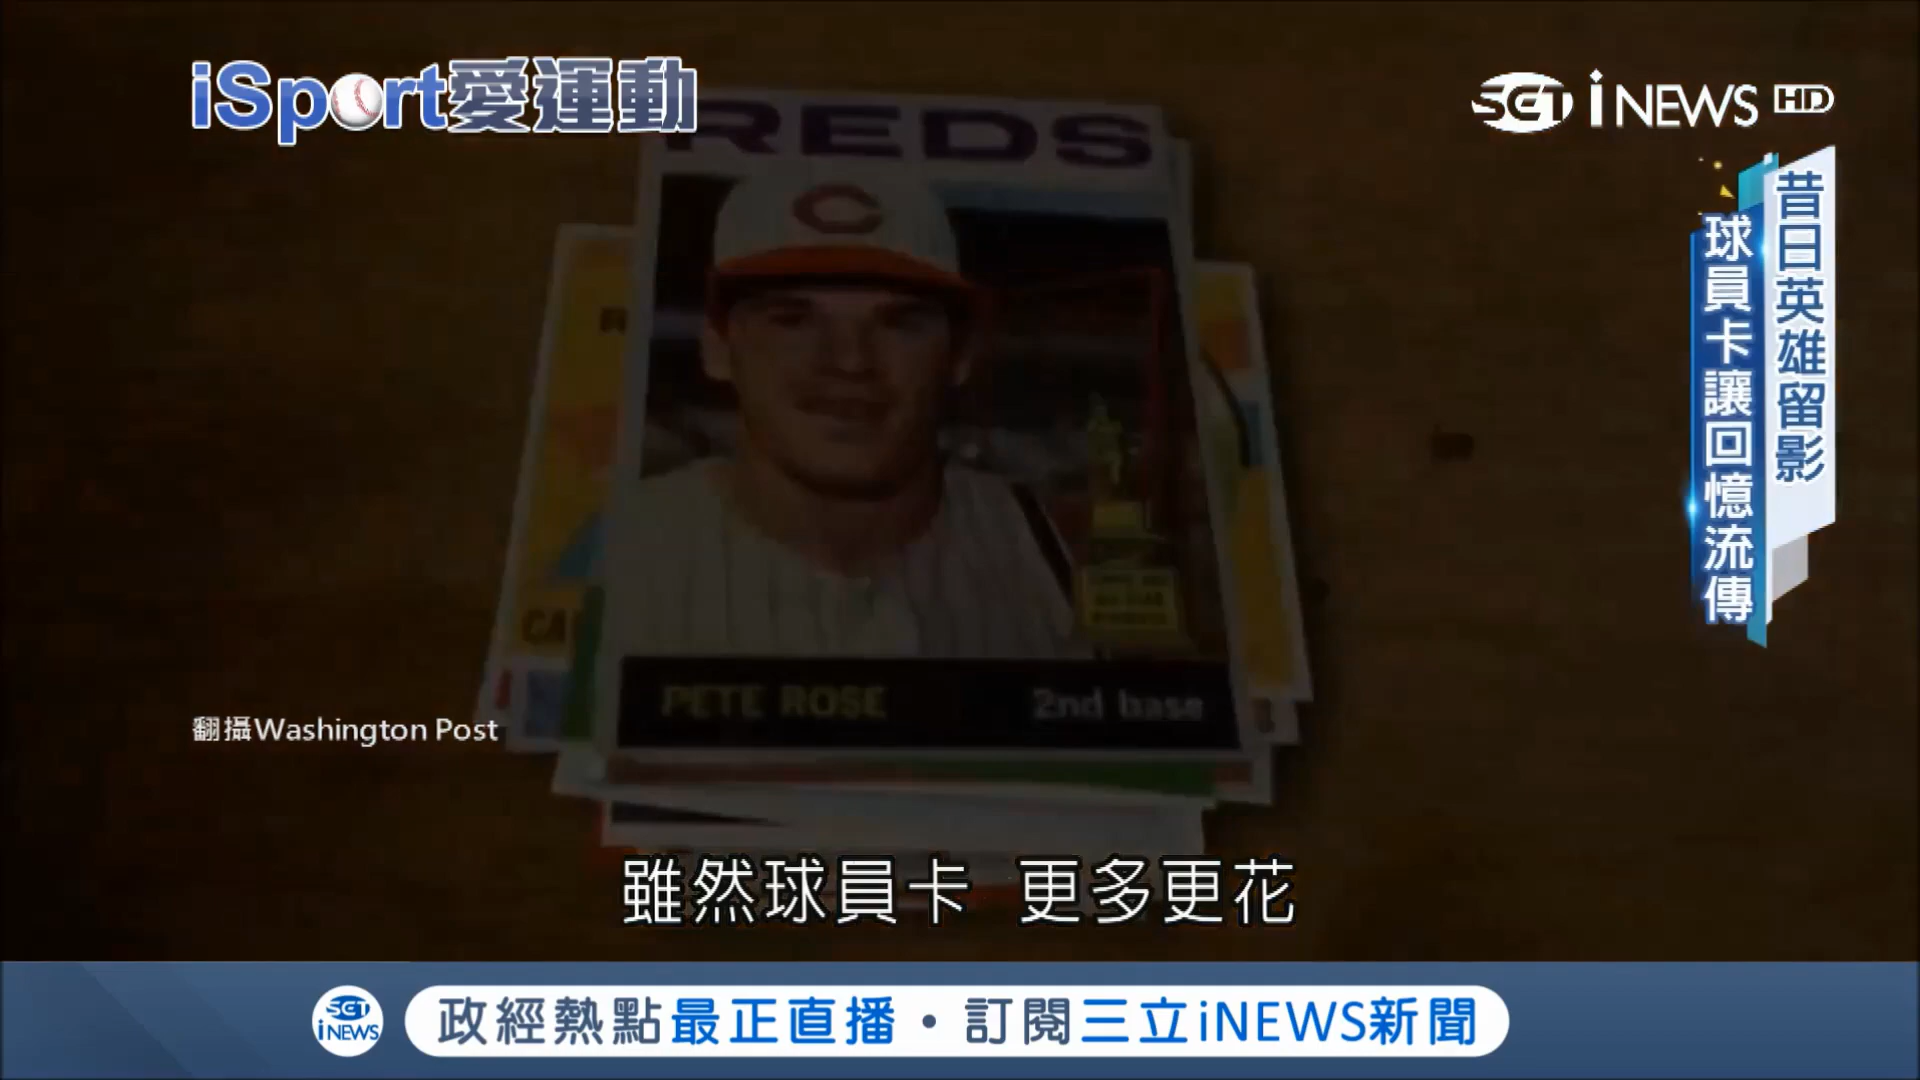 iSport愛運動
SET iNEWS HD
昔日英雄留影
球員卡讓回憶流傳
REDS
C
CA
PETE ROSE
2nd base
翻攝Washington Post
雖然球員卡 更多更花
SET iNEWS
政經熱點最正直播・訂閱三立iNEWS新聞